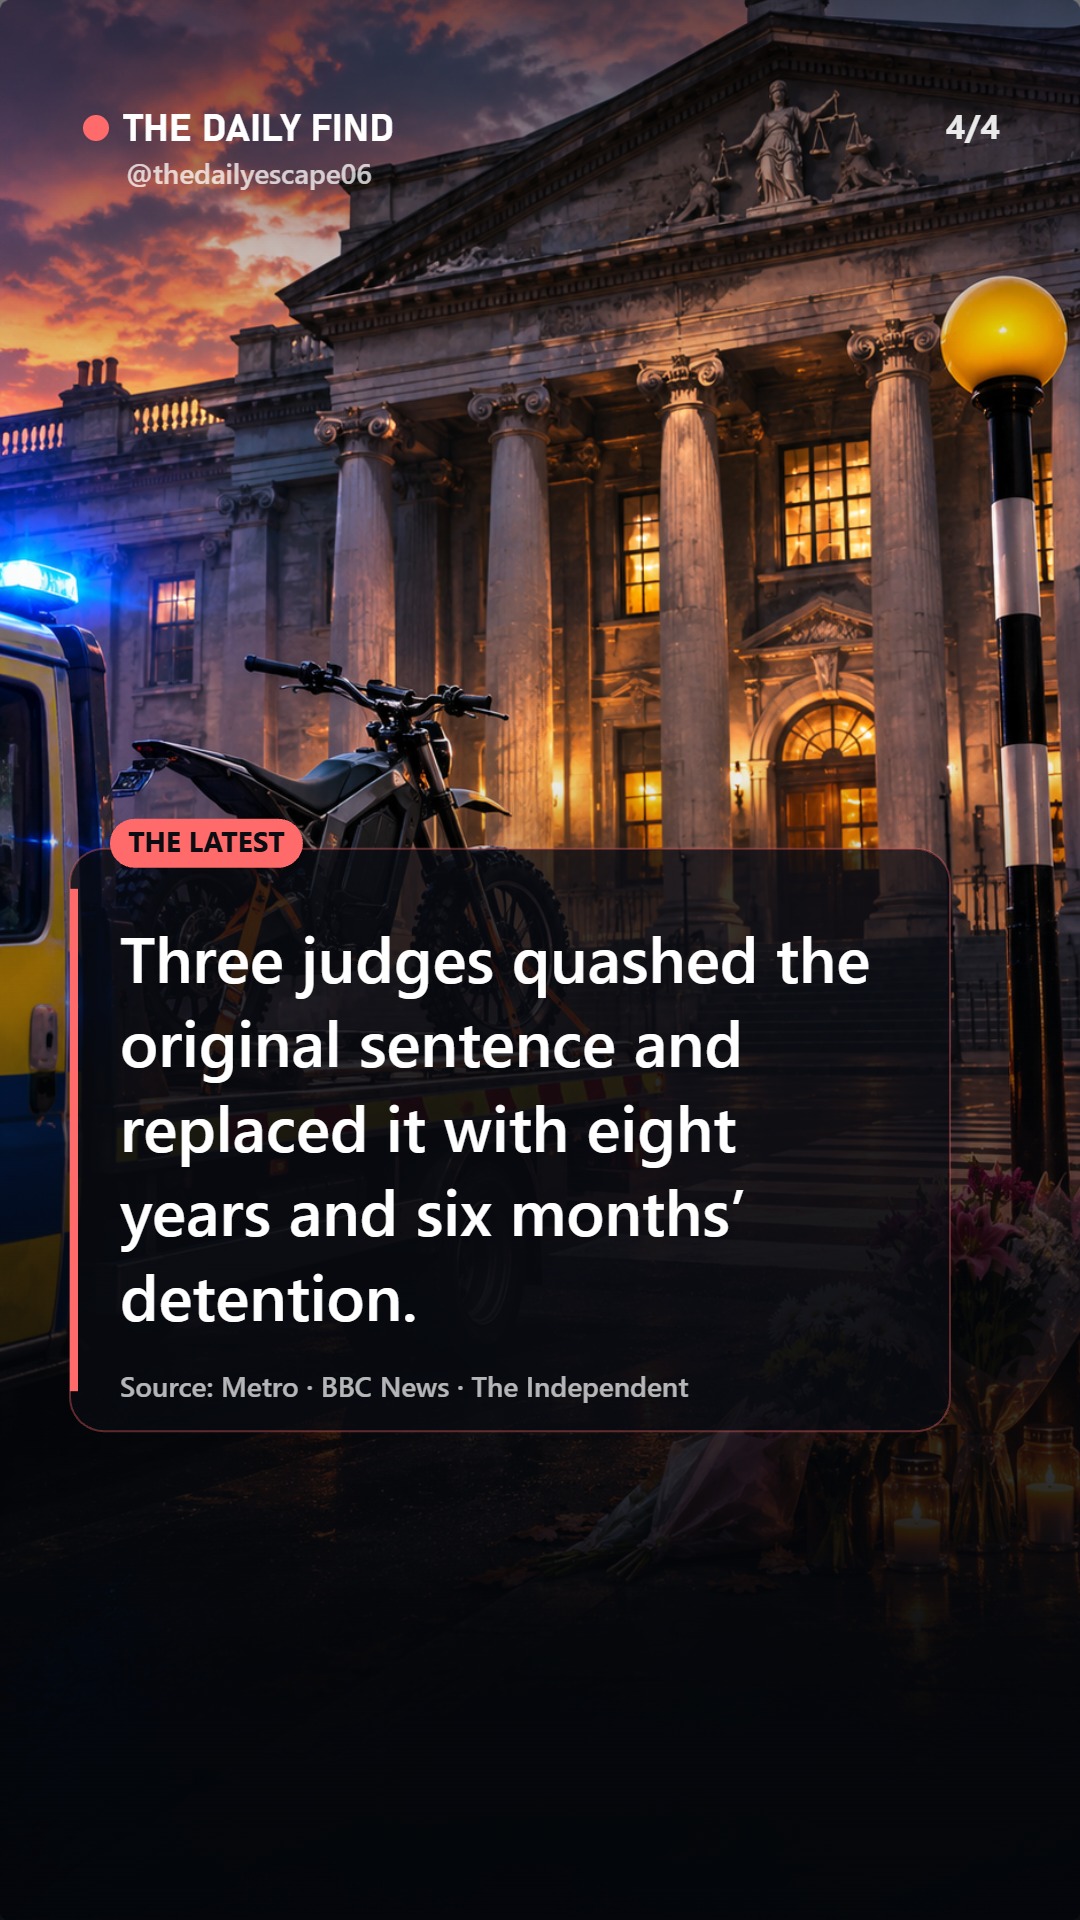 THE DAILY FIND
4/4
@thedailyescape06
THE LATEST
Three judges quashed the
original sentence and
replaced it with eight
years and six months’
detention.
Source: Metro · BBC News · The Independent